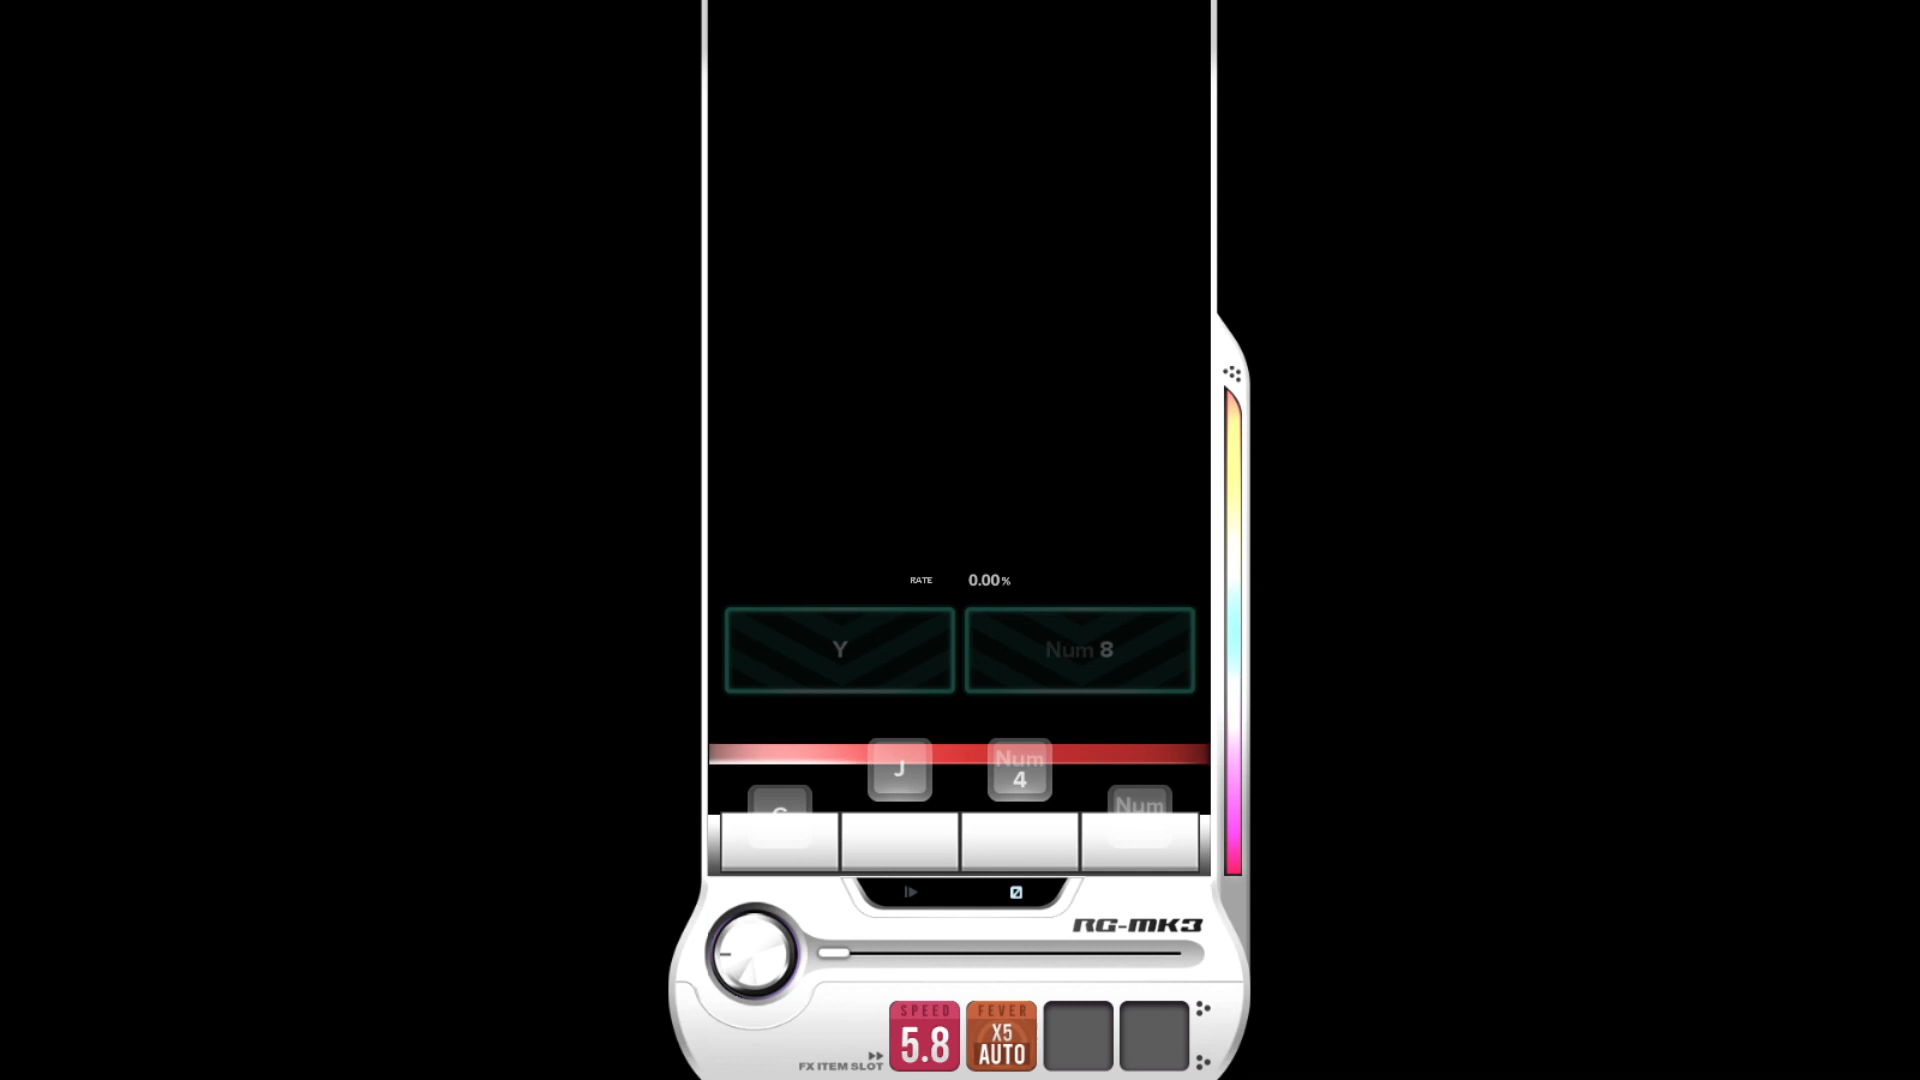 RATE 0.00%
Y Num 8
J Num
4
Num
RG-MK3
SPEED FEVER
5.8 X5
AUTO
FX ITEM SLOT